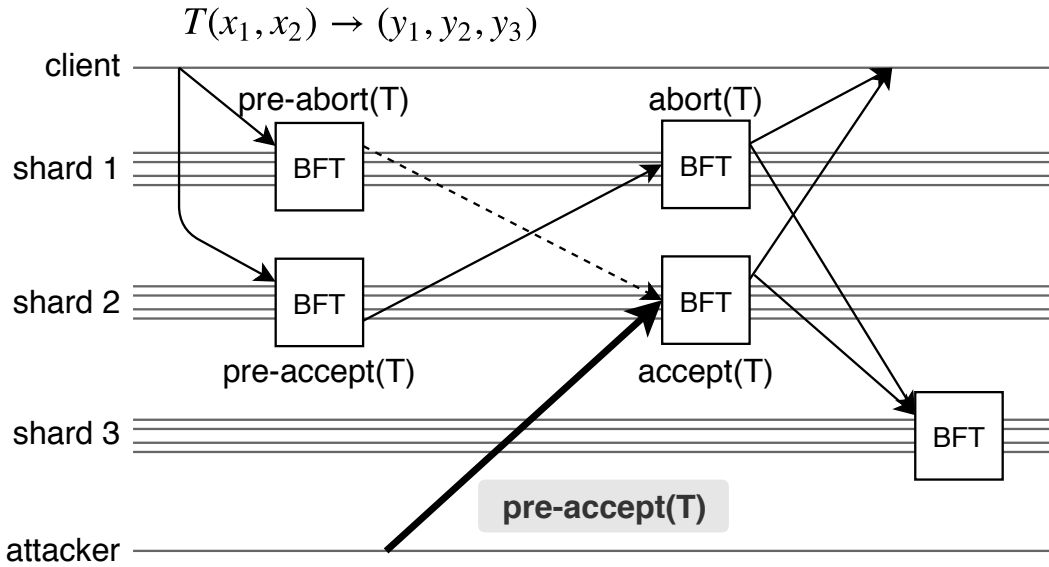 T(x₁, x₂) → (y₁, y₂, y₃)
client
pre-abort(T)
abort(T)
shard 1
BFT
BFT
shard 2
BFT
BFT
pre-accept(T)
accept(T)
shard 3
BFT
pre-accept(T)
attacker